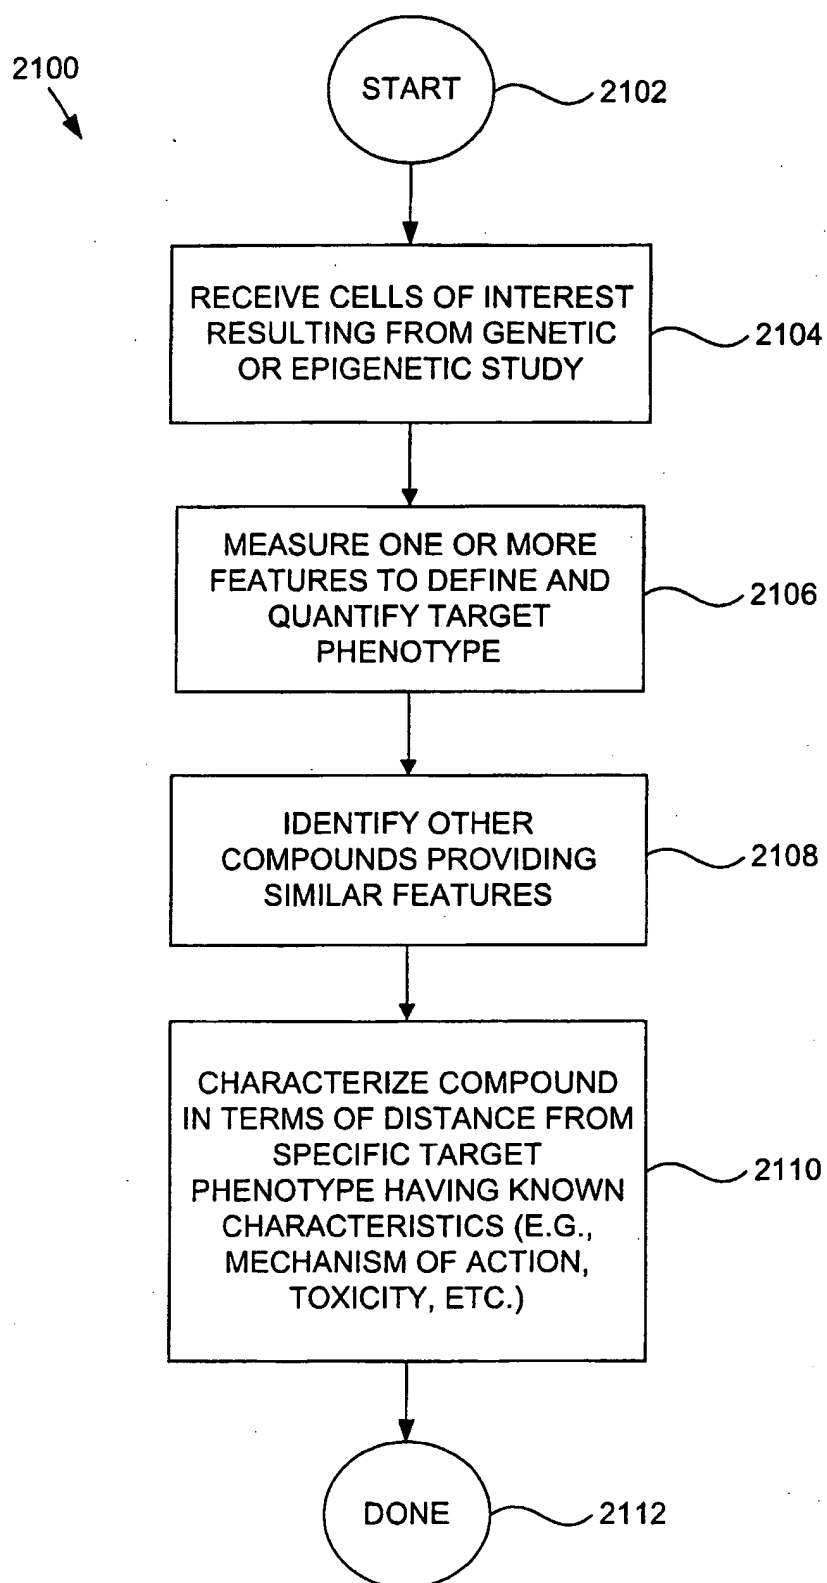 2100
START
2102
RECEIVE CELLS OF INTEREST
RESULTING FROM GENETIC
OR EPIGENETIC STUDY
2104
MEASURE ONE OR MORE
FEATURES TO DEFINE AND
QUANTIFY TARGET
PHENOTYPE
2106
IDENTIFY OTHER
COMPOUNDS PROVIDING
SIMILAR FEATURES
2108
CHARACTERIZE COMPOUND
IN TERMS OF DISTANCE FROM
SPECIFIC TARGET
PHENOTYPE HAVING KNOWN
CHARACTERISTICS (E.G.,
MECHANISM OF ACTION,
TOXICITY, ETC.)
2110
DONE
2112